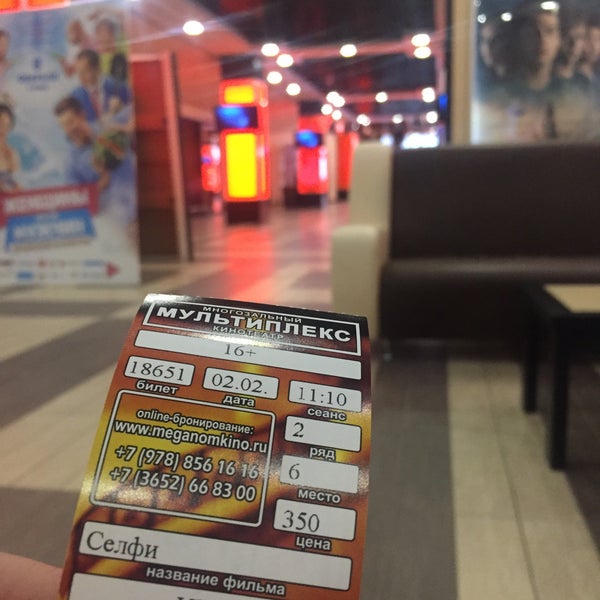 ЖЕНЩИНЫ
МУЖЧИН
МНОГОЗАЛЬНЫЙ
МУЛЬТИПЛЕКС
КИНОТЕАТР
16+
18651
билет
02.02.
дата
11:10
сеанс
online-бронирование:
www.meganomkino.ru
+7 (978) 856 16 16
+7 (3652) 66 83 00
2
ряд
6
место
350
цена
Селфи
название фильма